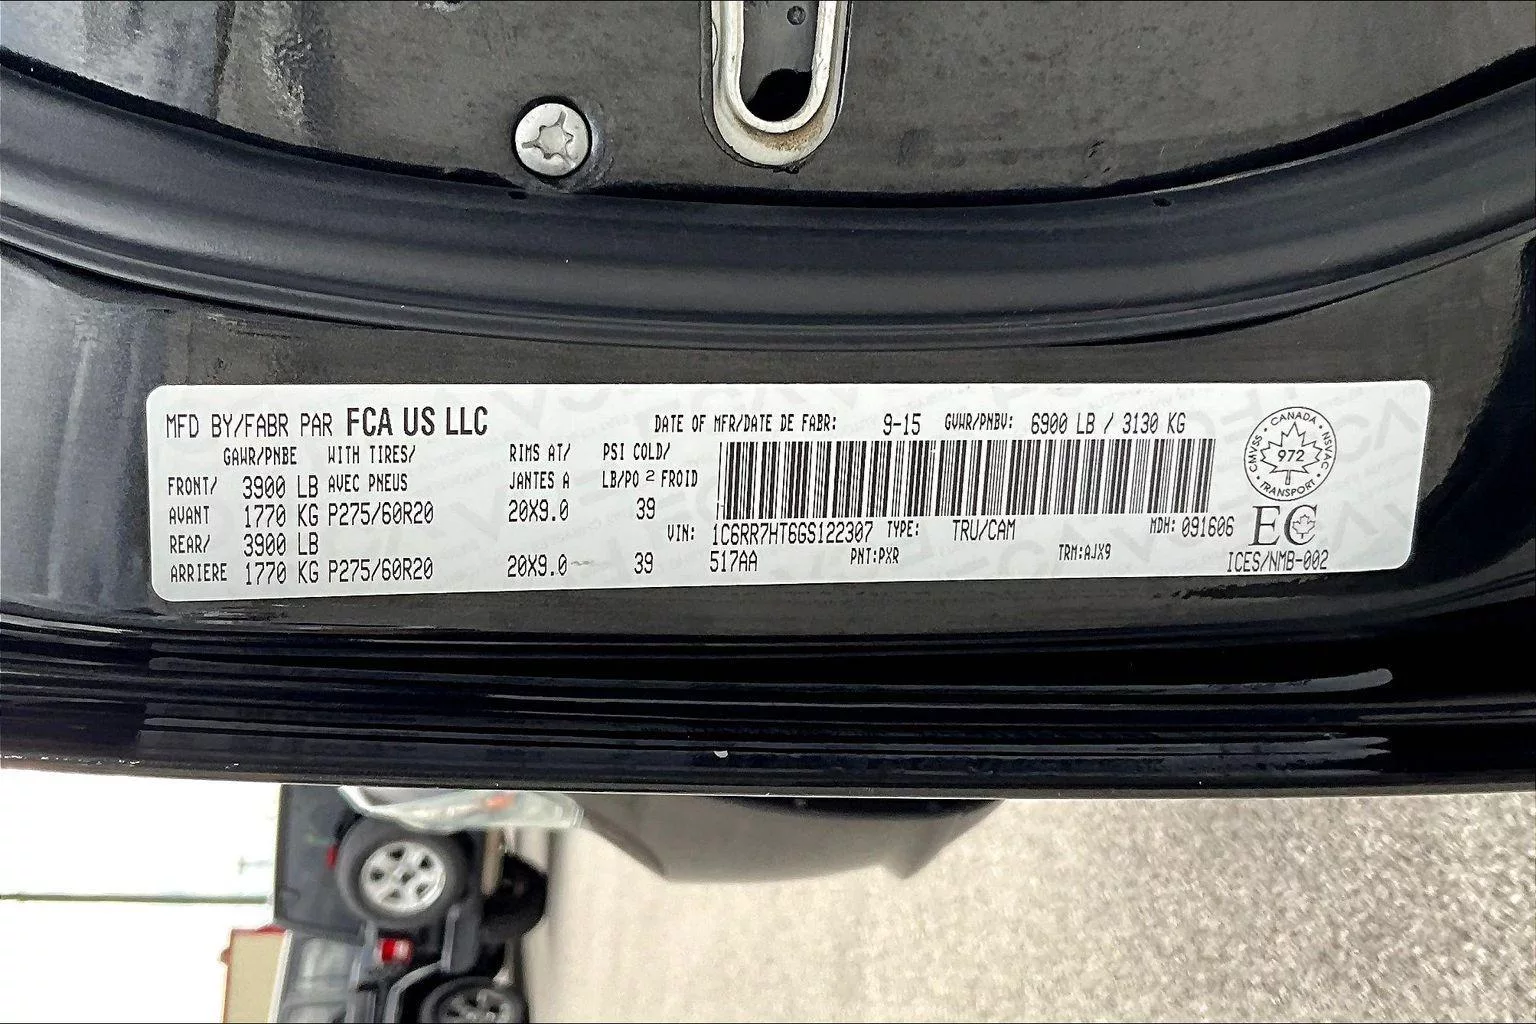 MFD BY/FABR PAR FCA US LLC DATE OF MFR/DATE DE FABR: 9-15 GVWR/PNBV: 6900 LB / 3130 KG
GAWR/PNBE WITH TIRES/ RIMS AT/ PSI COLD/
FRONT/ 3900 LB AVEC PNEUS JANTES A LB/PO 2 FROID
AVANT 1770 KG P275/60R20 20X9.0 39
VIN: 1C6RR7HT6GS122307 TYPE: TRU/CAM MDH: 091606
REAR/ 3900 LB
ARRIERE 1770 KG P275/60R20 20X9.0 39 517AA PNT:PXR TRM:AJX9
CANADA
CMVSS 972 NSVAC
TRANSPORT
EC
ICES/NMB-002